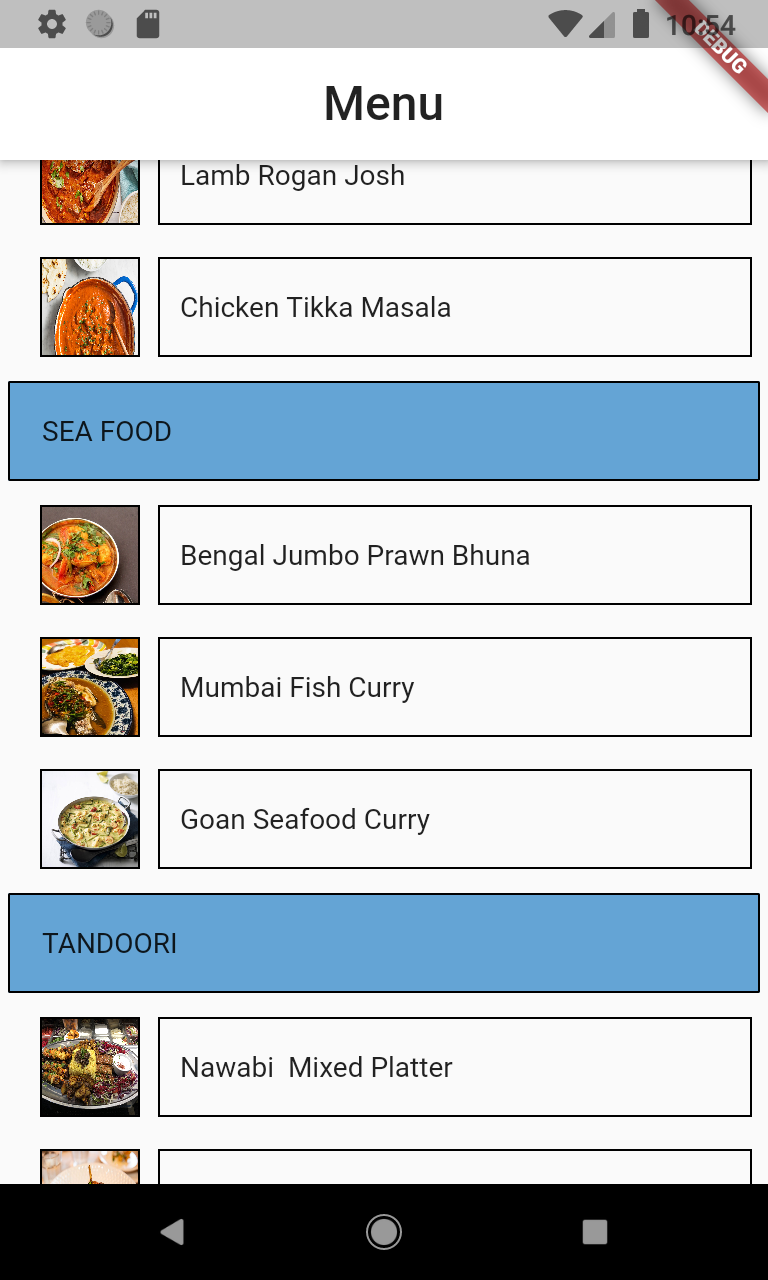 10:54
DEBUG
Menu
Lamb Rogan Josh
Chicken Tikka Masala
SEA FOOD
Bengal Jumbo Prawn Bhuna
Mumbai Fish Curry
Goan Seafood Curry
TANDOORI
Nawabi  Mixed Platter